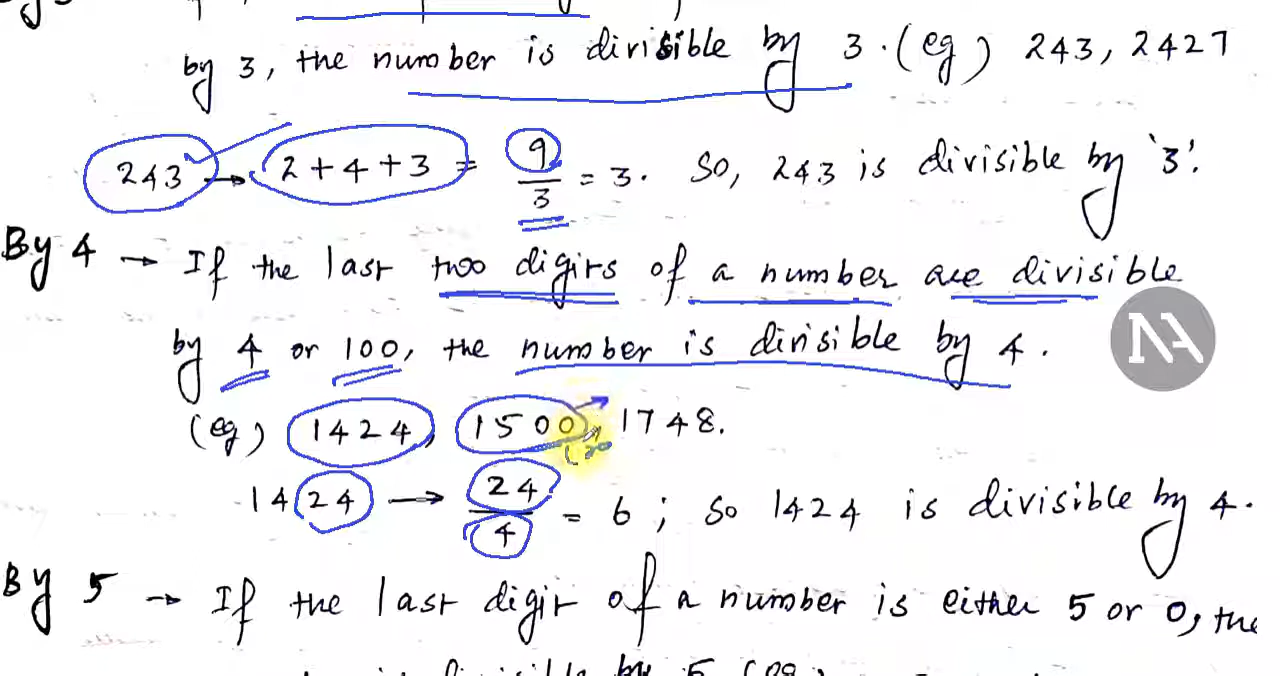 by 3, the number is divisible by 3. (eg) 243, 2427
243 → 2+4+3 = 9/3 = 3. So, 243 is divisible by '3'.
By 4 → If the last two digits of a number are divisible
by 4 or 100, the number is divisible by 4.
(eg) 1424, 1500, 1748.
1424 → 24/4 = 6; So 1424 is divisible by 4.
By 5 → If the last digit of a number is either 5 or 0, the